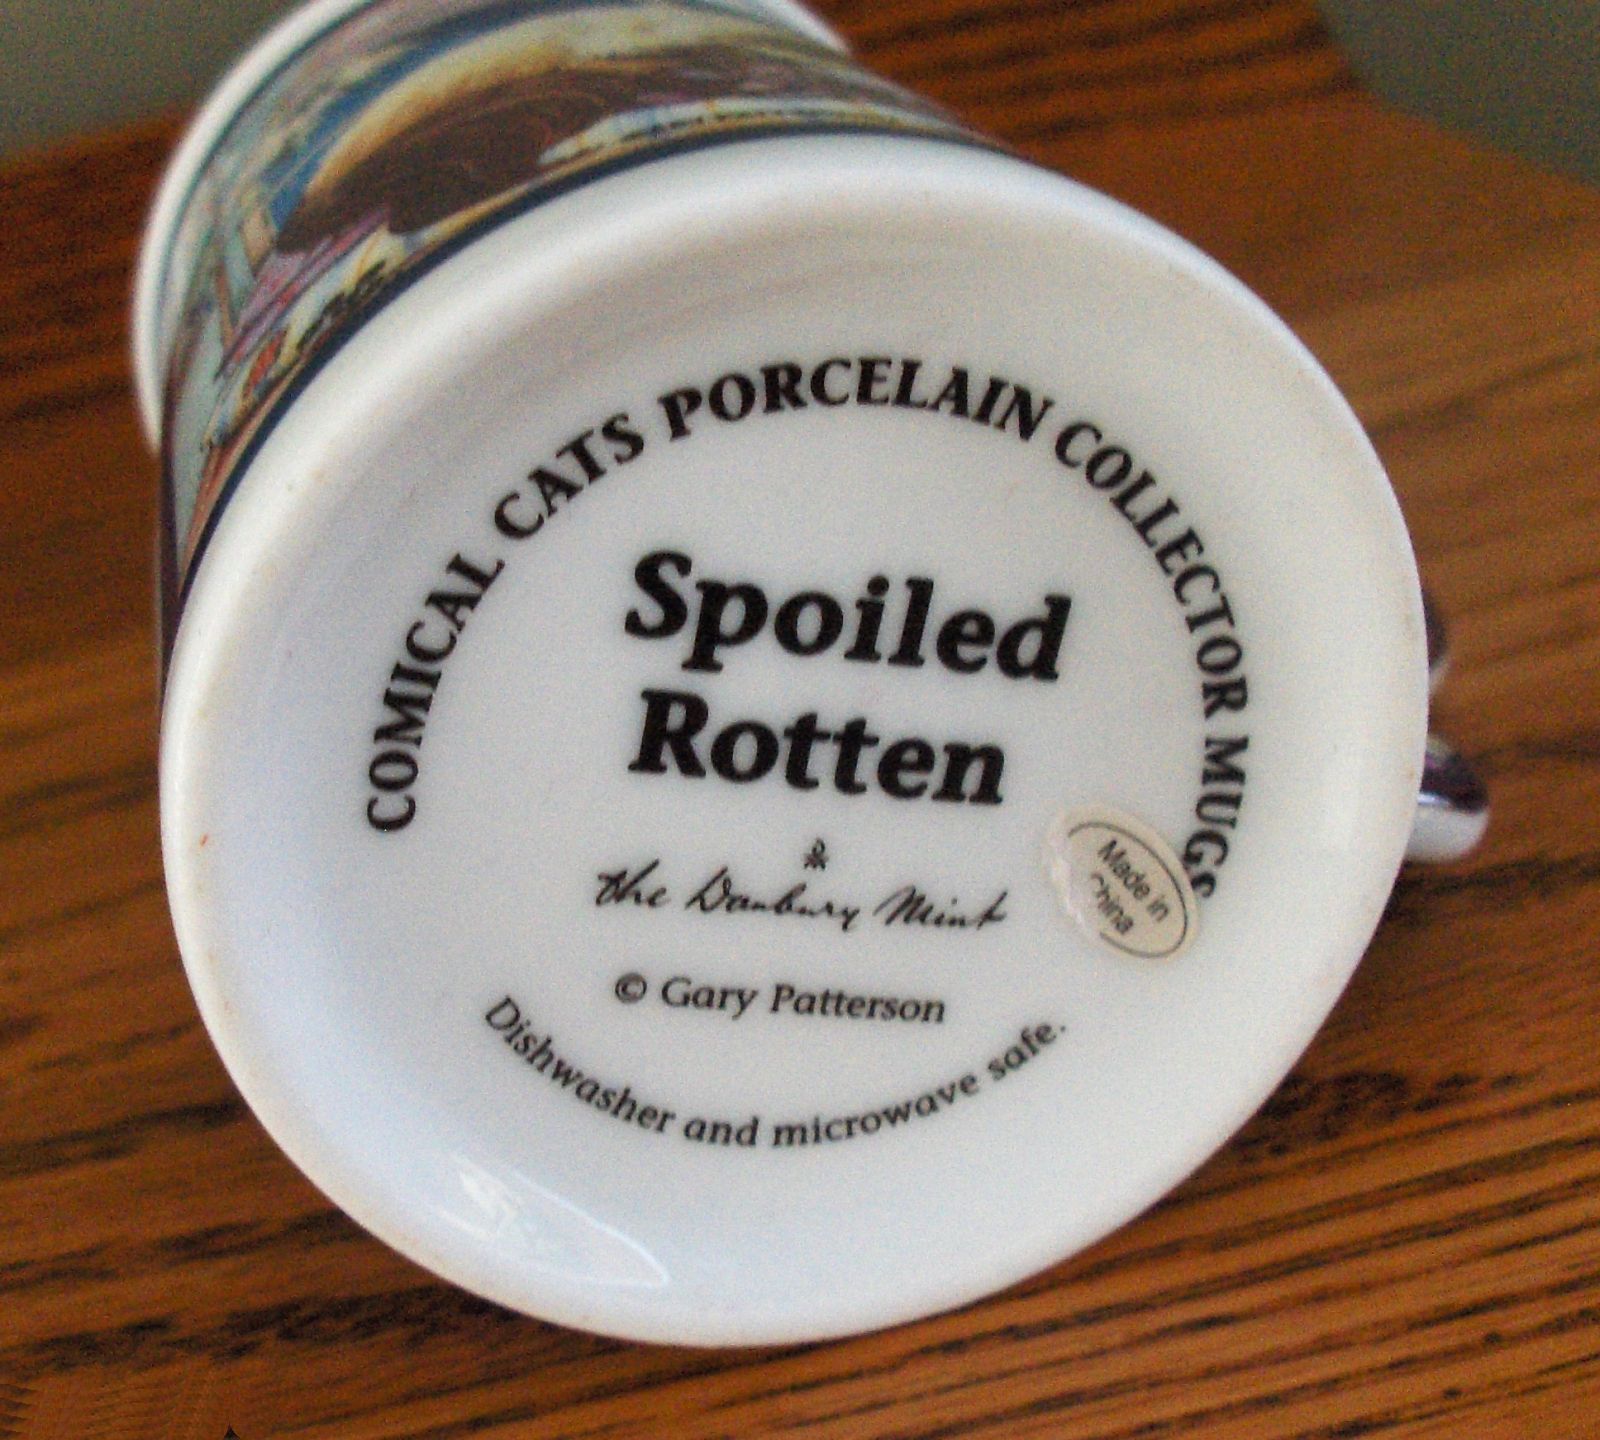 COMICAL CATS PORCELAIN COLLECTOR MUGS
Spoiled
Rotten
the Danbury Mint
© Gary Patterson
Dishwasher and microwave safe.
Made in
China